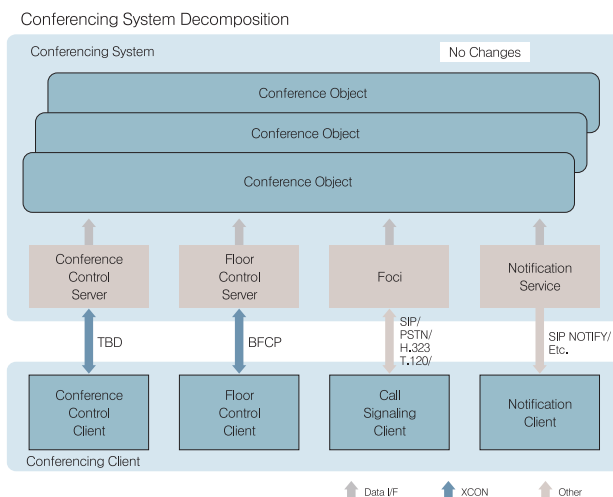 Conferencing System Decomposition
Conferencing System
No Changes
Conference Object
Conference Object
Conference Object
Conference
Control
Server
Floor
Control
Server
Foci
Notification
Service
TBD
BFCP
SIP/
PSTN/
H.323
T.120/
SIP NOTIFY/
Etc.
Conference
Control
Client
Floor
Control
Client
Call
Signaling
Client
Notification
Client
Conferencing Client
Data I/F
XCON
Other